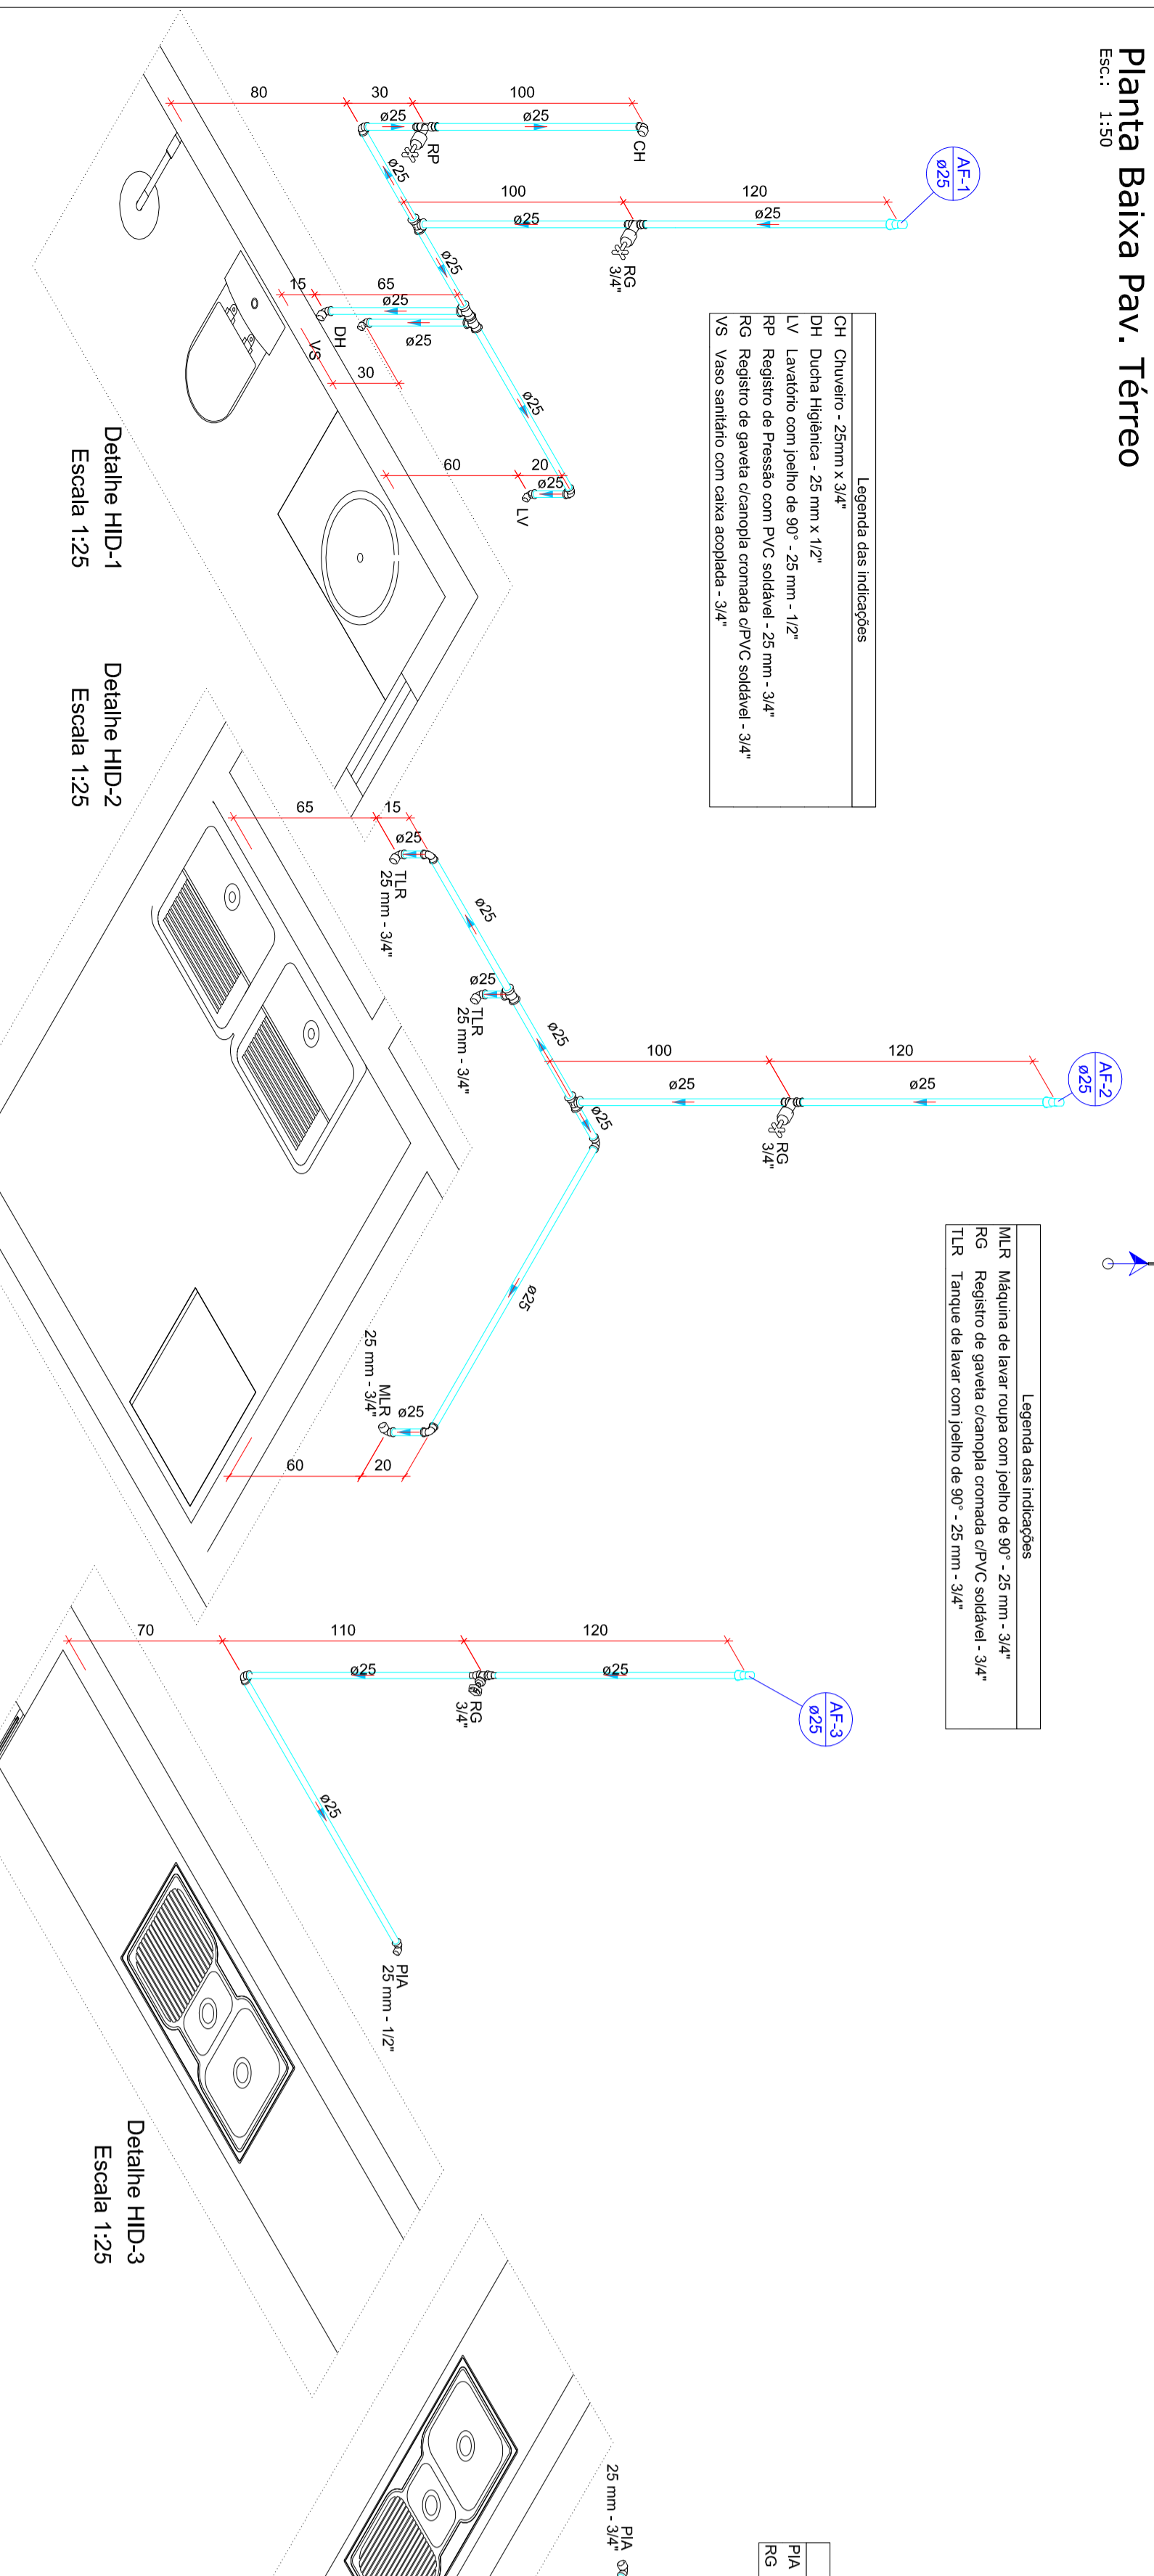 Planta Baixa Pav. Térreo
Esc.: 1:50
AF-1
ø25
120
100
ø25
ø25
RG
3/4"
CH
100
30
80
ø25
ø25
RP
ø25
ø25
15
65
ø25
ø25
DH
VS
30
ø25
60
20
ø25
LV
Legenda das indicações
CH Chuveiro - 25mm x 3/4"
DH Ducha Higiênica - 25 mm x 1/2"
LV Lavatório com joelho de 90° - 25 mm - 1/2"
RP Registro de Pressão com PVC soldável - 25 mm - 3/4"
RG Registro de gaveta c/canopla cromada c/PVC soldável - 3/4"
VS Vaso sanitário com caixa acoplada - 3/4"
Detalhe HID-1
Escala 1:25
AF-2
ø25
120
100
ø25
ø25
RG
3/4"
65
15
ø25
TLR
25 mm - 3/4"
ø25
ø25
TLR
25 mm - 3/4"
ø25
ø25
ø25
ø25
MLR
25 mm - 3/4"
60
20
Legenda das indicações
MLR Máquina de lavar roupa com joelho de 90° - 25 mm - 3/4"
RG Registro de gaveta c/canopla cromada c/PVC soldável - 3/4"
TLR Tanque de lavar com joelho de 90° - 25 mm - 3/4"
Detalhe HID-2
Escala 1:25
AF-3
ø25
120
110
70
ø25
ø25
RG
3/4"
ø25
PIA
25 mm - 1/2"
Detalhe HID-3
Escala 1:25
PIA
25 mm - 3/4"
PIA
RG